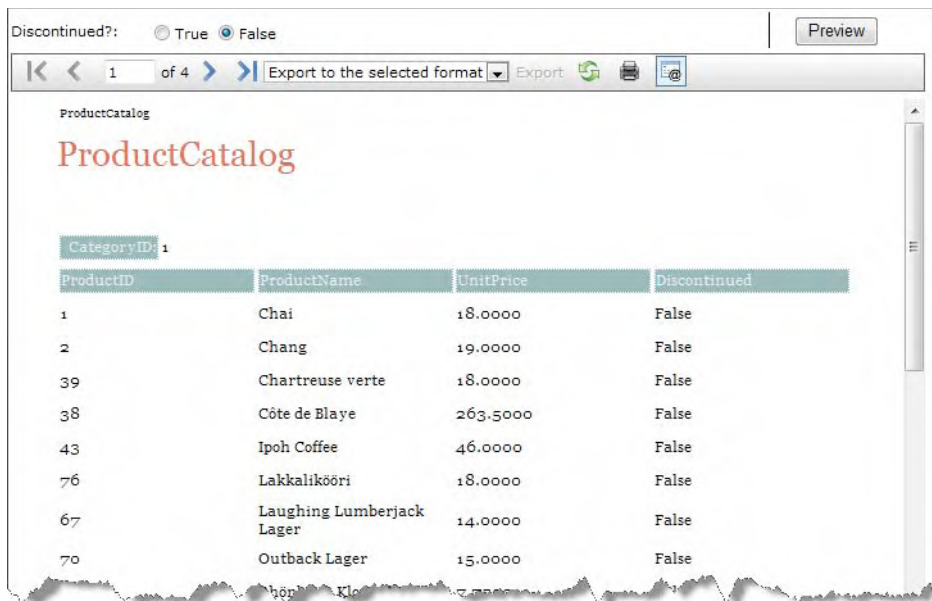 Discontinued?: True False Preview
1 of 4 Export to the selected format Export
ProductCatalog
ProductCatalog
CategoryID: 1
ProductID ProductName UnitPrice Discontinued
1 Chai 18.0000 False
2 Chang 19.0000 False
39 Chartreuse verte 18.0000 False
38 Côte de Blaye 263.5000 False
43 Ipoh Coffee 46.0000 False
76 Lakkalikööri 18.0000 False
67 Laughing Lumberjack
Lager 14.0000 False
70 Outback Lager 15.0000 False